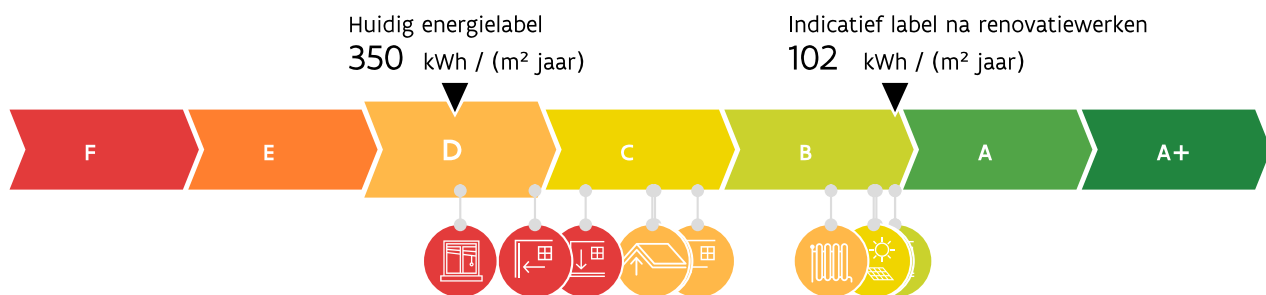 Huidig energielabel
350 kWh / (m² jaar)
Indicatief label na renovatiewerken
102 kWh / (m² jaar)
F E D C B A A+